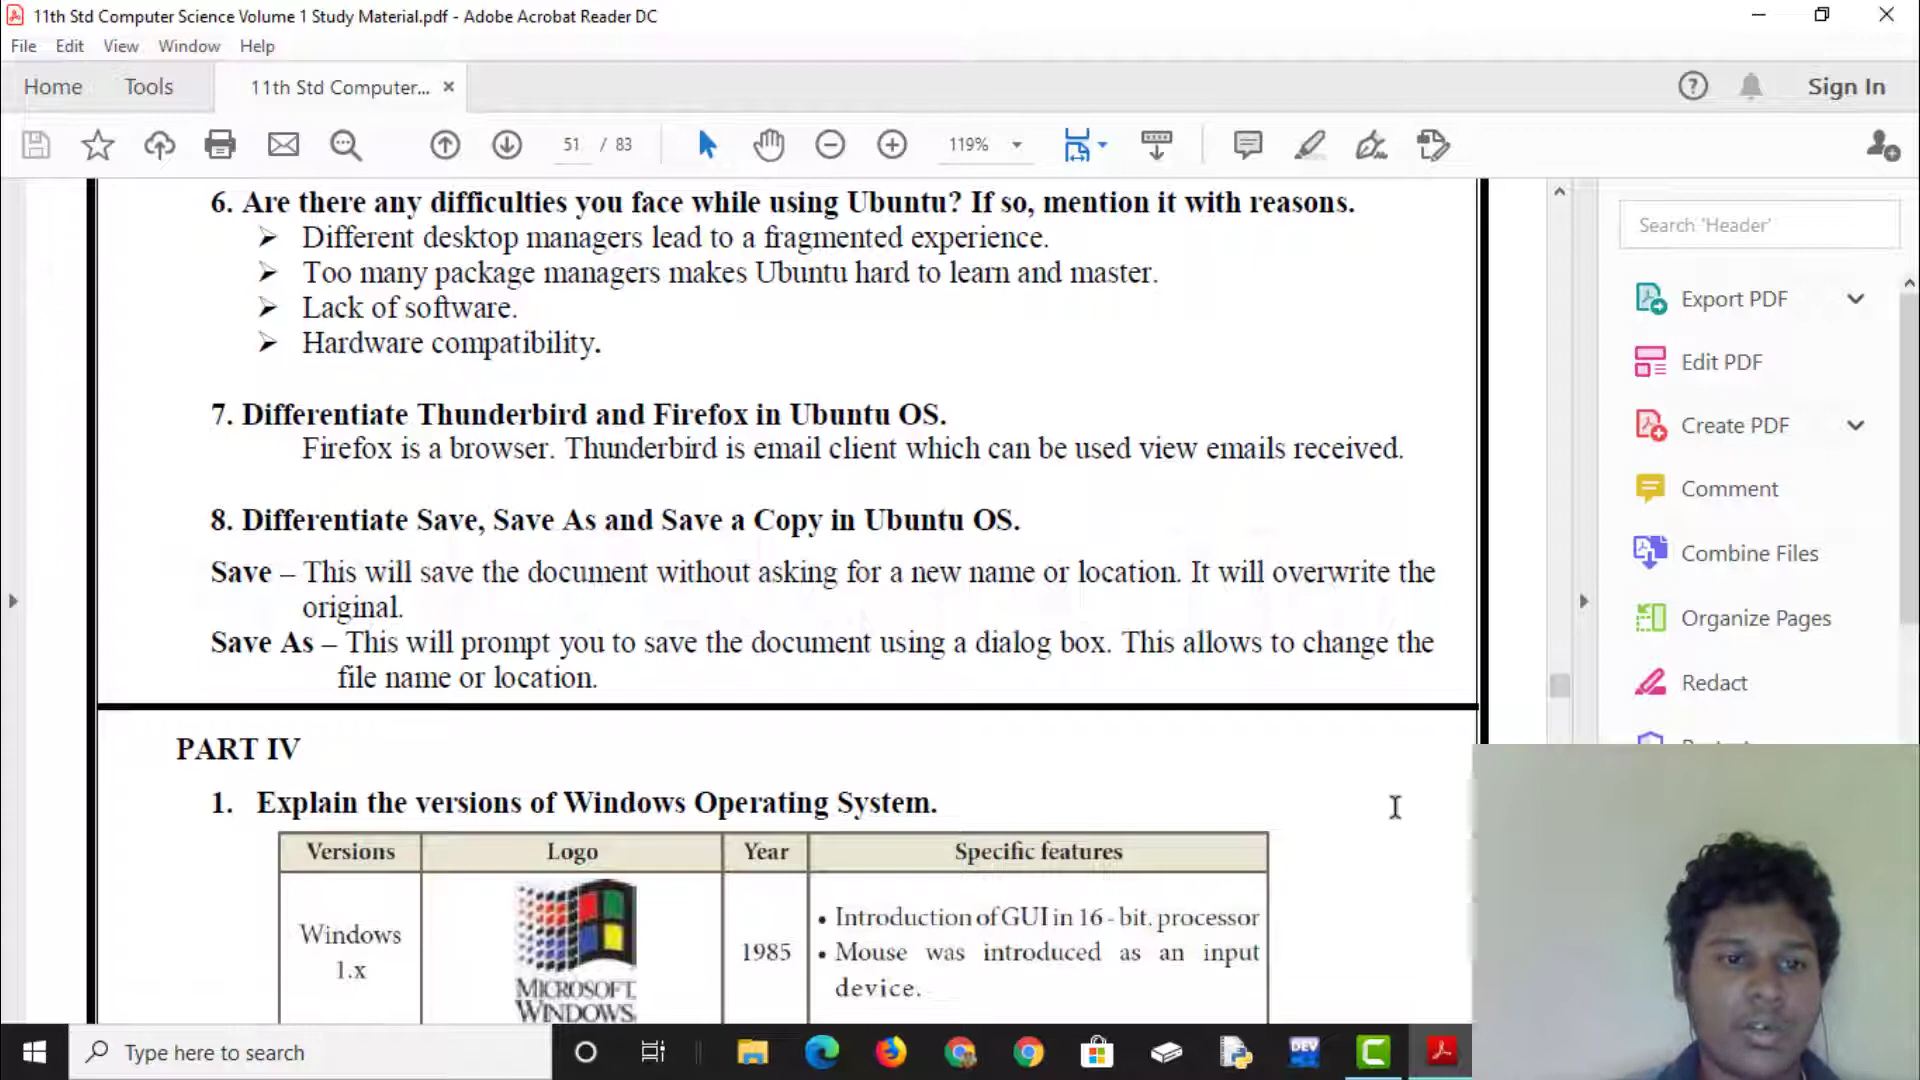 11th Std Computer Science Volume 1 Study Material.pdf - Adobe Acrobat Reader DC
File Edit View Window Help
Home Tools 11th Std Computer... × Sign In
51 / 83 119%
6. Are there any difficulties you face while using Ubuntu? If so, mention it with reasons.
➢ Different desktop managers lead to a fragmented experience.
➢ Too many package managers makes Ubuntu hard to learn and master.
➢ Lack of software.
➢ Hardware compatibility.
7. Differentiate Thunderbird and Firefox in Ubuntu OS.
Firefox is a browser. Thunderbird is email client which can be used view emails received.
8. Differentiate Save, Save As and Save a Copy in Ubuntu OS.
Save – This will save the document without asking for a new name or location. It will overwrite the
original.
Save As – This will prompt you to save the document using a dialog box. This allows to change the
file name or location.
PART IV
1. Explain the versions of Windows Operating System.
Versions Logo Year Specific features
Windows
1.x
MICROSOFT.
WINDOWS.
1985
• Introduction of GUI in 16 - bit. processor
• Mouse was introduced as an input
device.
Search 'Header'
Export PDF
Edit PDF
Create PDF
Comment
Combine Files
Organize Pages
Redact
Type here to search
DEV